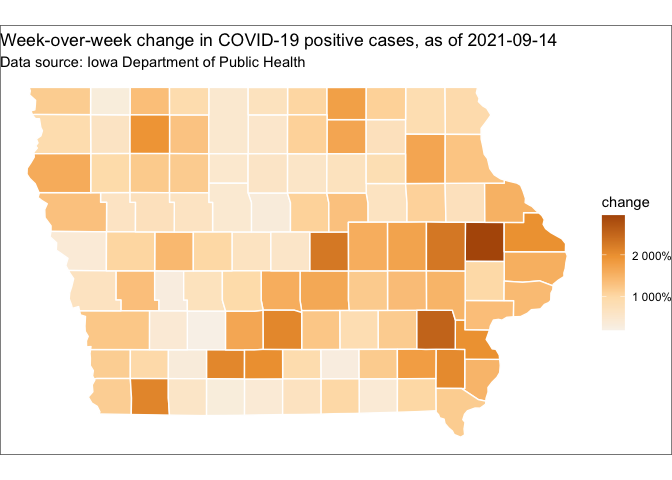 Week-over-week change in COVID-19 positive cases, as of 2021-09-14
Data source: Iowa Department of Public Health
change
2 000%
1 000%